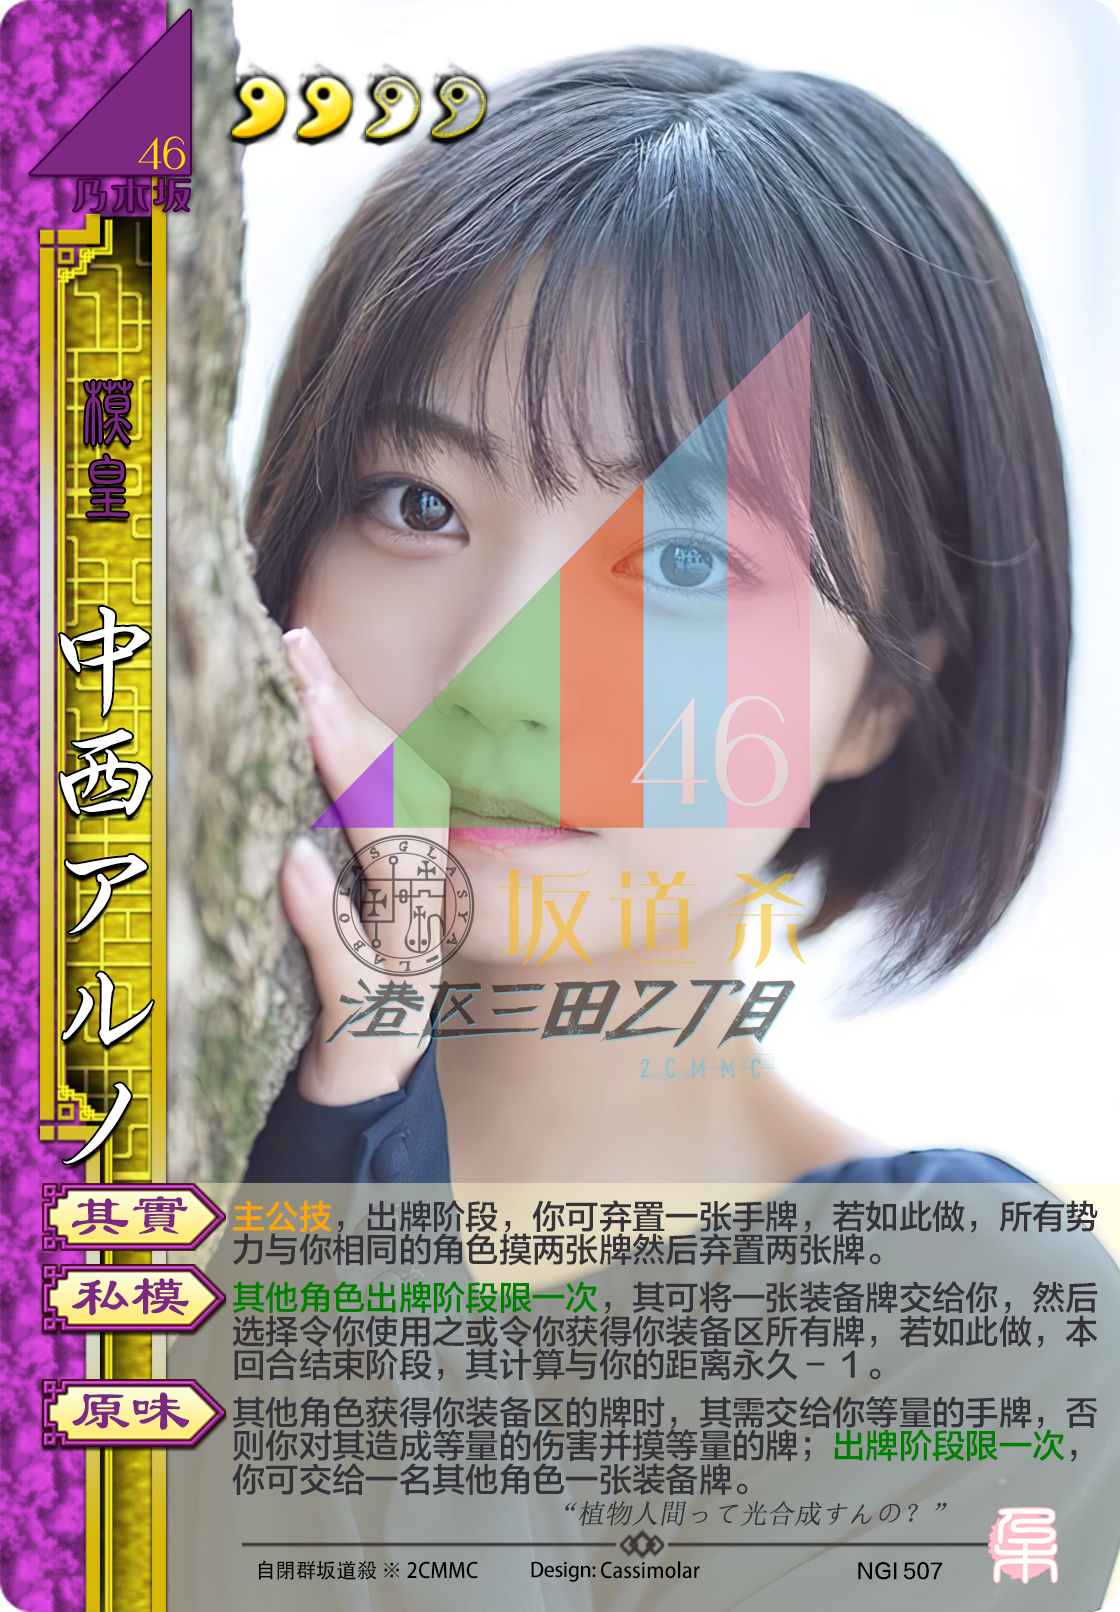 46
乃木坂
模皇
中西アルノ
46
GLASYALABOLAS
坂道杀
港区三田乙丁目
2CMMC
其實
主公技，出牌阶段，你可弃置一张手牌，若如此做，所有势
力与你相同的角色摸两张牌然后弃置两张牌。
私模
其他角色出牌阶段限一次，其可将一张装备牌交给你，然后
选择令你使用之或令你获得你装备区所有牌，若如此做，本
回合结束阶段，其计算与你的距离永久－１。
原味
其他角色获得你装备区的牌时，其需交给你等量的手牌，否
则你对其造成等量的伤害并摸等量的牌；出牌阶段限一次，
你可交给一名其他角色一张装备牌。
“植物人間って光合成すんの？”
自閉群坂道殺 ※ 2CMMC Design: Cassimolar NGI 507